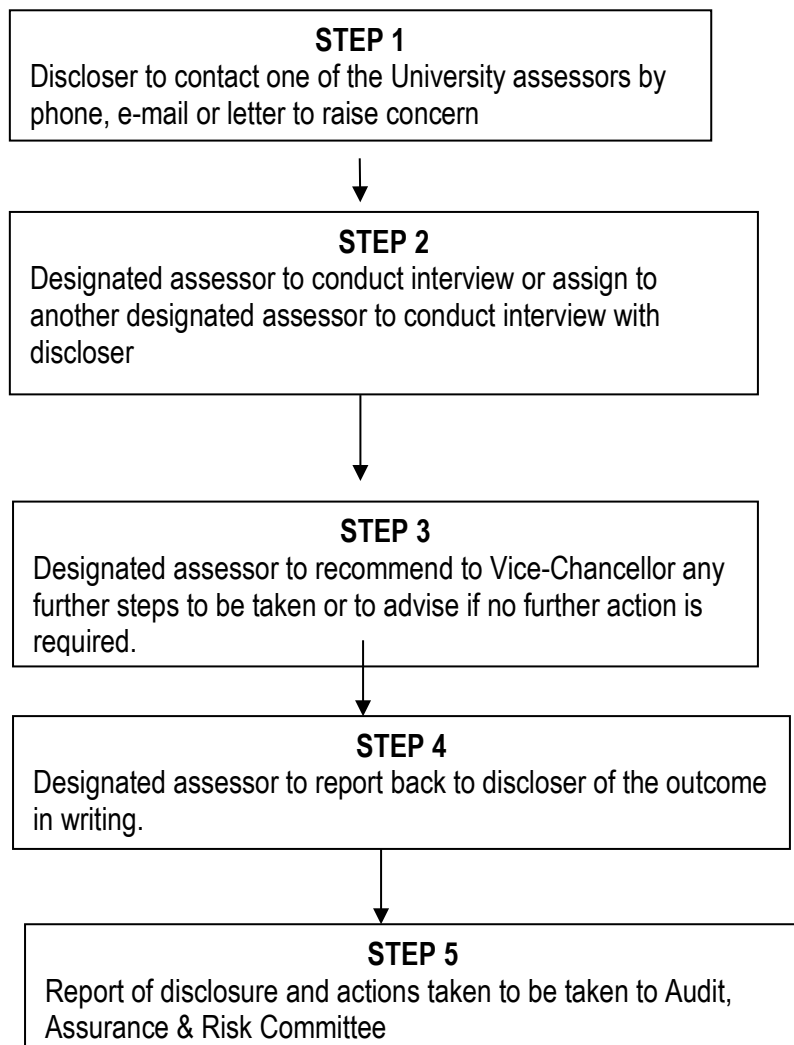 STEP 1
Discloser to contact one of the University assessors by
phone, e-mail or letter to raise concern
STEP 2
Designated assessor to conduct interview or assign to
another designated assessor to conduct interview with
discloser
STEP 3
Designated assessor to recommend to Vice-Chancellor any
further steps to be taken or to advise if no further action is
required.
STEP 4
Designated assessor to report back to discloser of the outcome
in writing.
STEP 5
Report of disclosure and actions taken to be taken to Audit,
Assurance & Risk Committee